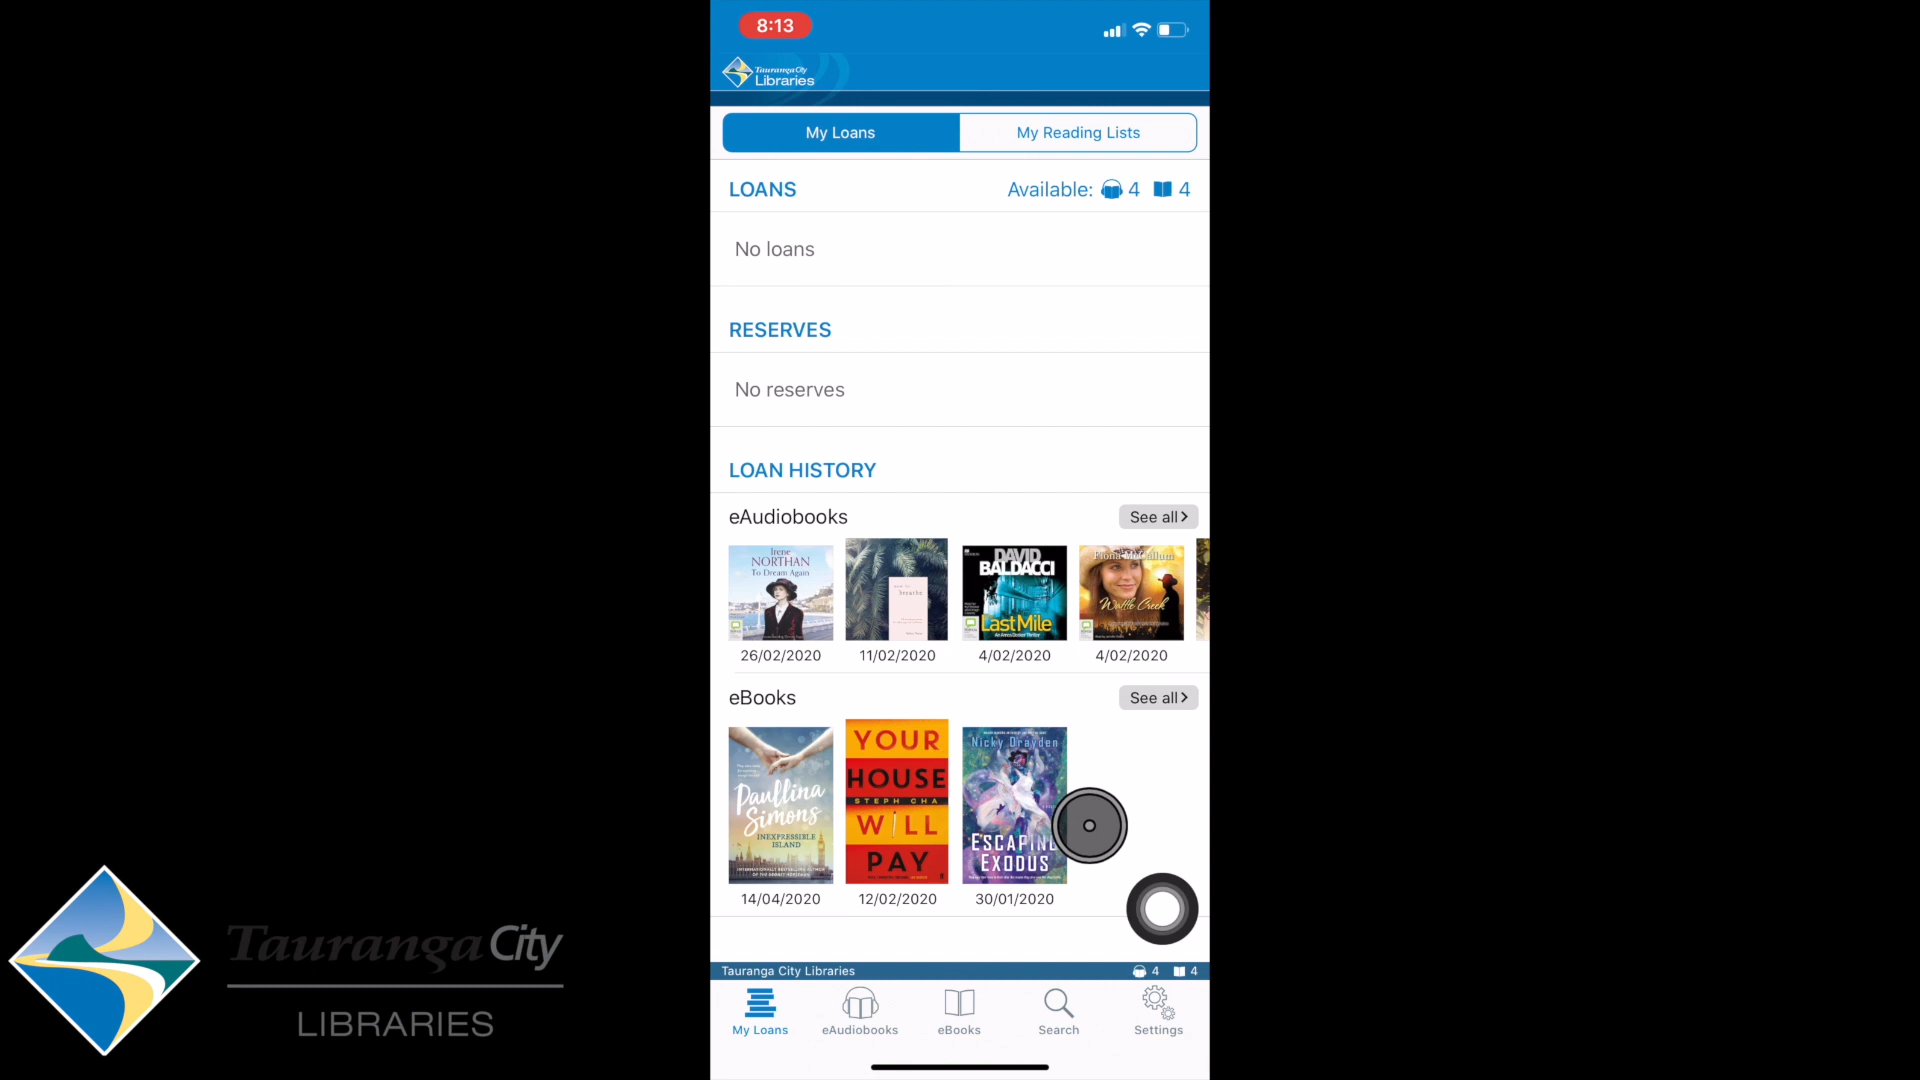 8:13
Tauranga City
Libraries
My Loans
My Reading Lists
LOANS
Available: 4 4
No loans
RESERVES
No reserves
LOAN HISTORY
eAudiobooks
See all
Irene
NORTHAN
To Dream Again
breathe
DAVID
BALDACCI
Last Mile
Fiona McCallum
Wattle Creek
26/02/2020
11/02/2020
4/02/2020
4/02/2020
eBooks
See all
Paullina
Simons
INEXPRESSIBLE
ISLAND
YOUR
HOUSE
STEPH CHA
WILL
PAY
Nicky Drayden
ESCAPING
EXODUS
14/04/2020
12/02/2020
30/01/2020
Tauranga City Libraries
4 4
My Loans
eAudiobooks
eBooks
Search
Settings
Tauranga City
LIBRARIES